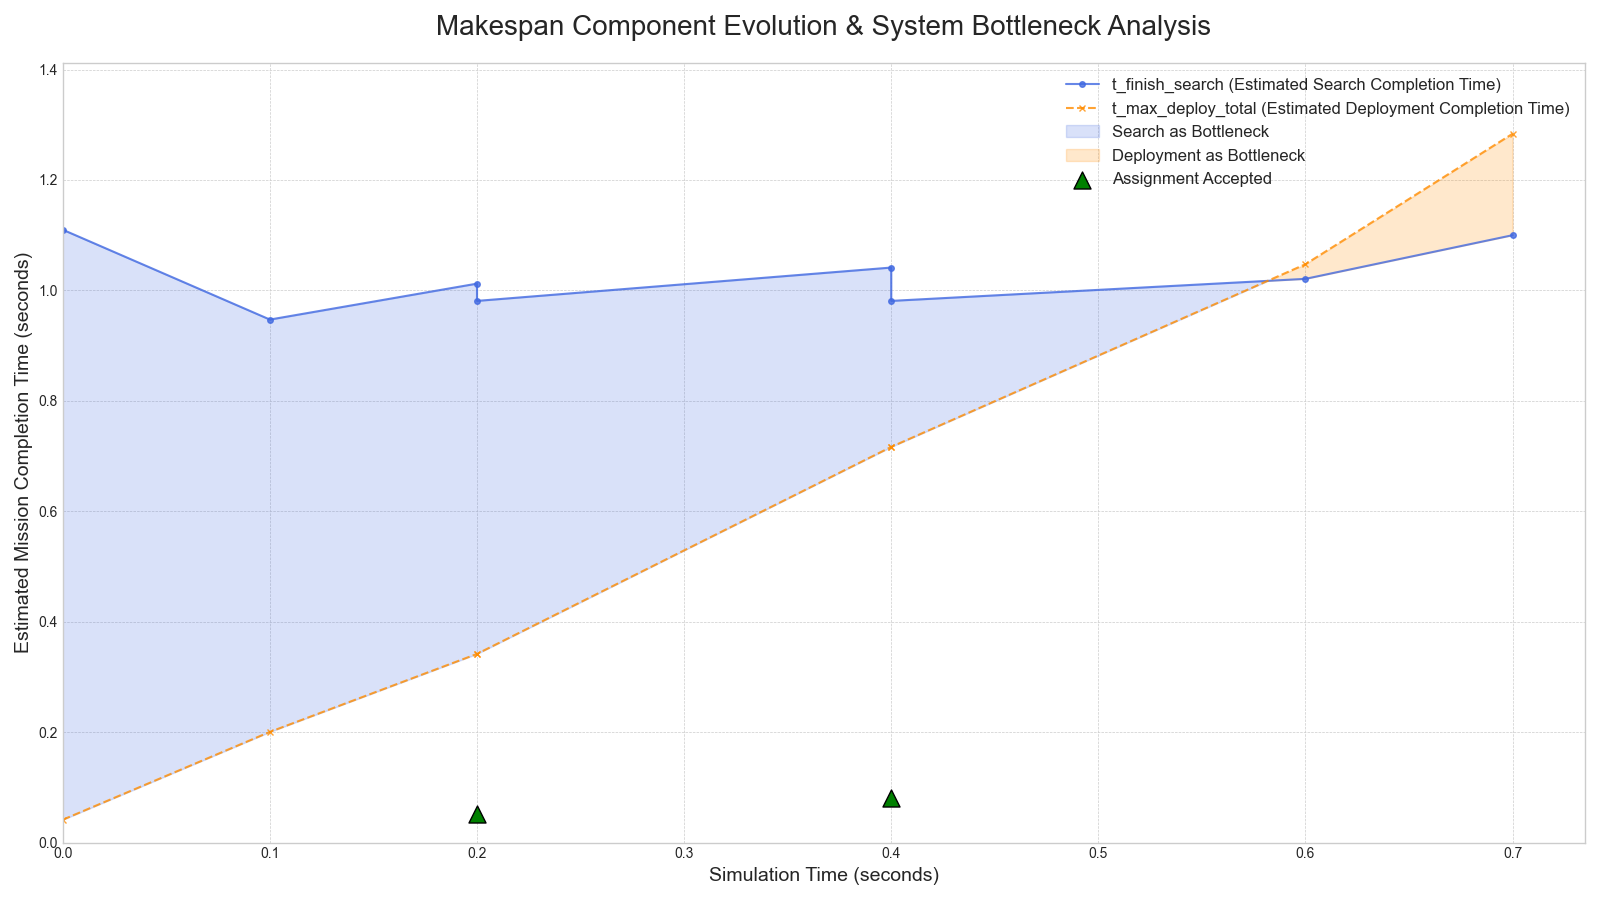 Makespan Component Evolution & System Bottleneck Analysis
t_finish_search (Estimated Search Completion Time)
t_max_deploy_total (Estimated Deployment Completion Time)
Search as Bottleneck
Deployment as Bottleneck
Assignment Accepted
Estimated Mission Completion Time (seconds)
1.4
1.2
1.0
0.8
0.6
0.4
0.2
0.0
0.0 0.1 0.2 0.3 0.4 0.5 0.6 0.7
Simulation Time (seconds)